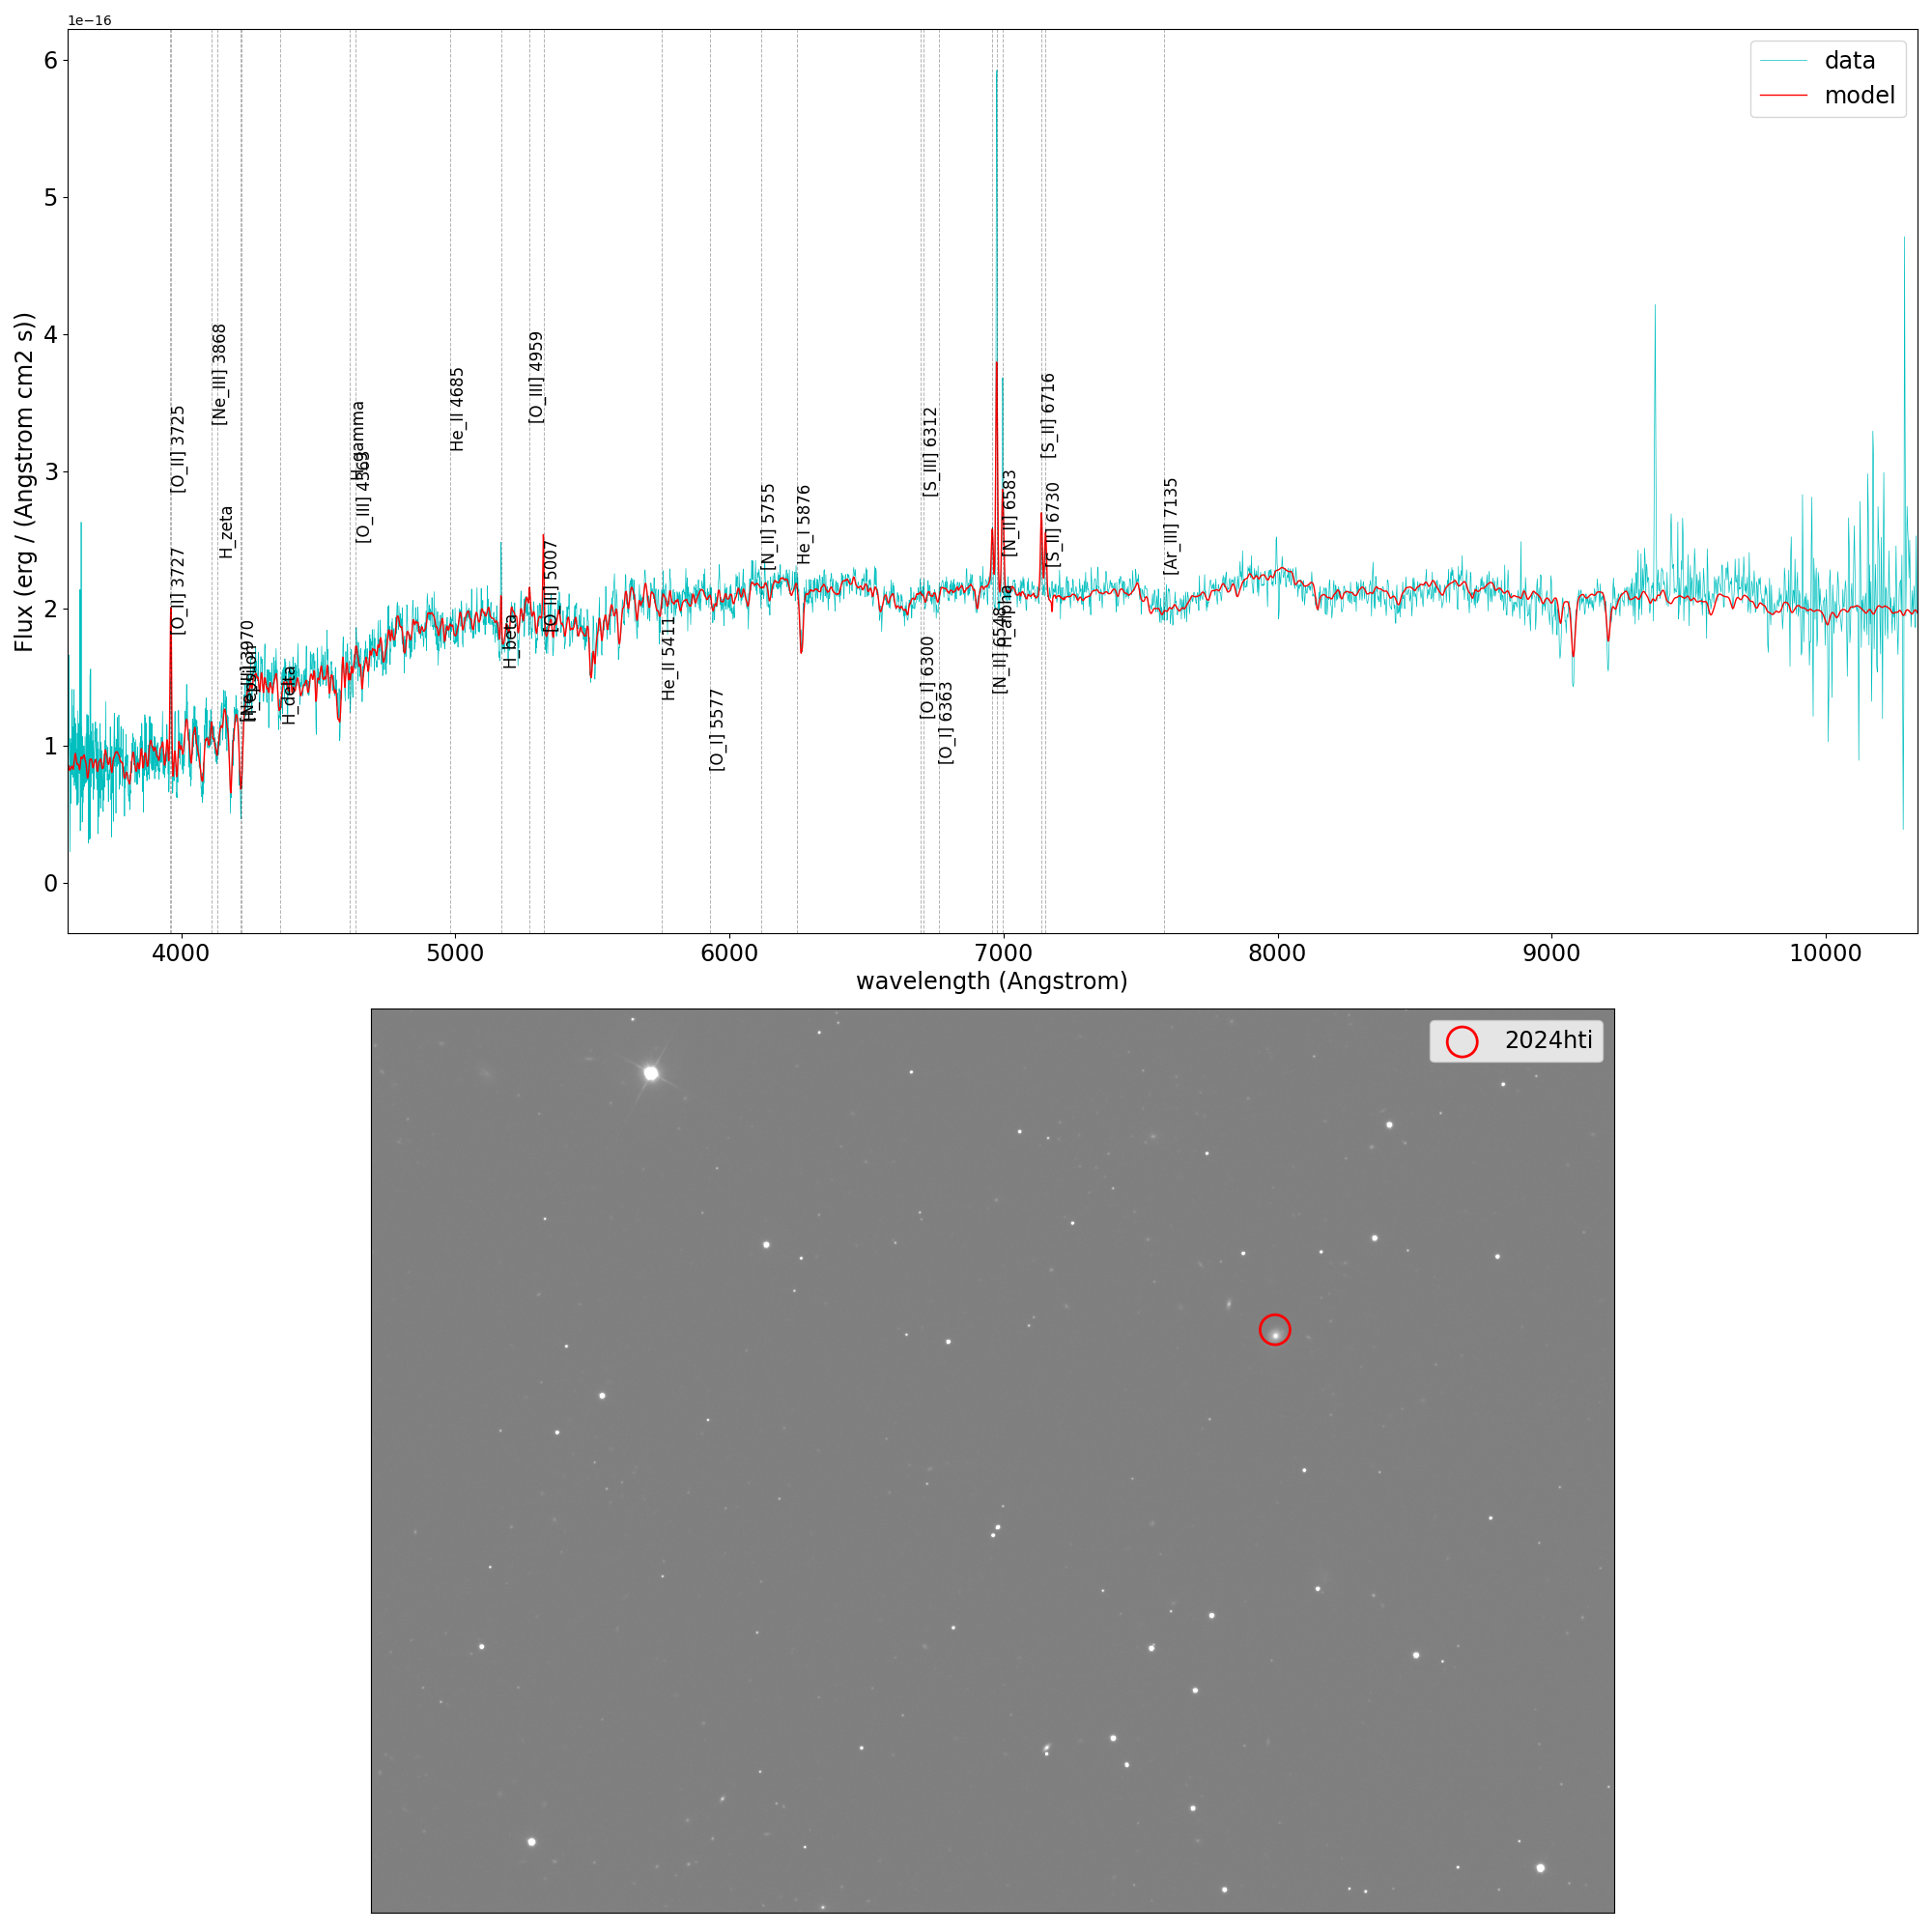 1e−16
data
model
[Ne_III] 3868
[O_III] 4959
He_II 4685
[S_II] 6716
H_gamma
[O_II] 3725
[S_III] 6312
[O_III] 4363
[N_II] 6583
[Ar_III] 7135
[N_II] 5755
He_I 5876
[S_II] 6730
H_zeta
[O_III] 5007
[O_II] 3727
H_alpha
[N_II] 6548
H_beta
He_II 5411
[O_I] 6300
H_delta
[O_I] 6363
[O_I] 5577
Flux (erg / (Angstrom cm2 s))
6
5
4
3
2
1
0
4000
5000
6000
7000
8000
9000
10000
wavelength (Angstrom)
2024hti